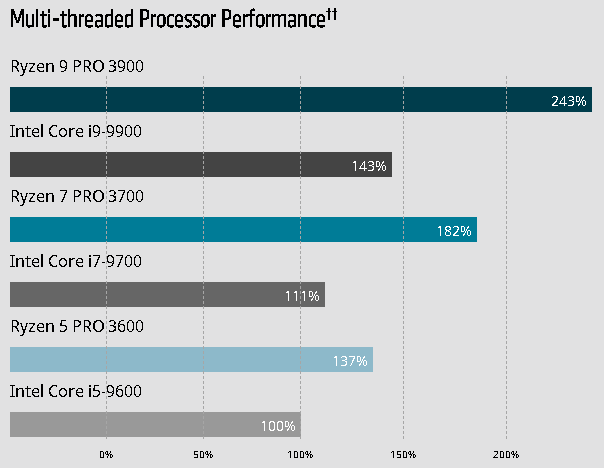 Multi-threaded Processor Performance††
Ryzen 9 PRO 3900
243%
Intel Core i9-9900
143%
Ryzen 7 PRO 3700
182%
Intel Core i7-9700
111%
Ryzen 5 PRO 3600
137%
Intel Core i5-9600
100%
0% 50% 100% 150% 200%